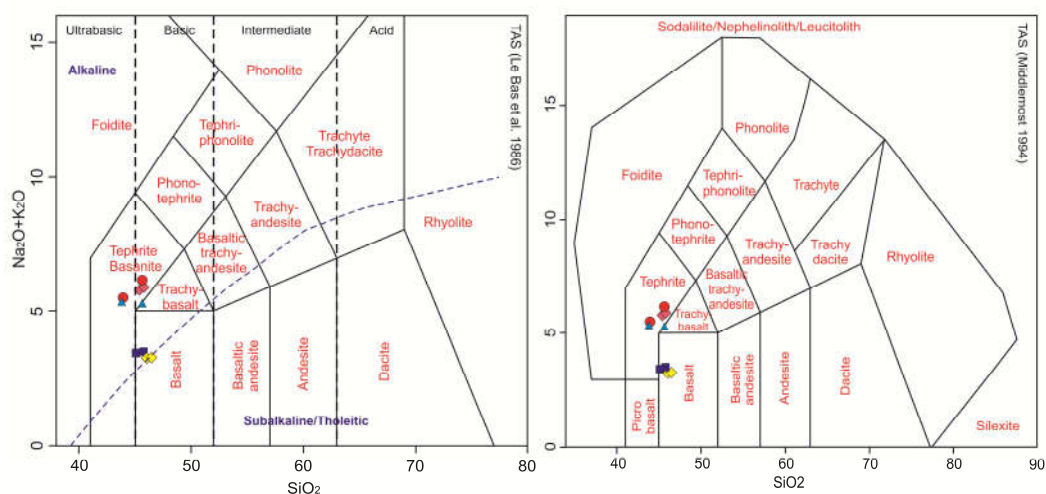 Ultrabasic
Basic
Intermediate
Acid
TAS (Le Bas et al. 1986)
Alkaline
Phonolite
Foidite
Tephri-
phonolite
Trachyte
Trachydacite
Phono-
tephrite
Trachy-
andesite
Rhyolite
Tephrite
Basanite
Basaltic
trachy-
andesite
Trachy-
basalt
Basalt
Basaltic
andesite
Andesite
Dacite
Subalkaline/Tholeitic
Na₂O+K₂O
0
5
10
15
40
50
60
70
80
SiO₂
Sodalilite/Nephelinolith/Leucitolith
TAS (Middlemost 1994)
Phonolite
Foidite
Tephri-
phonolite
Trachyte
Phono-
tephrite
Trachy-
andesite
Trachy
dacite
Rhyolite
Tephrite
Basaltic
trachy-
andesite
Trachy
basalt
Picro
basalt
Basalt
Basaltic
andesite
Andesite
Dacite
Silexite
0
5
10
15
40
50
60
70
80
90
SiO2